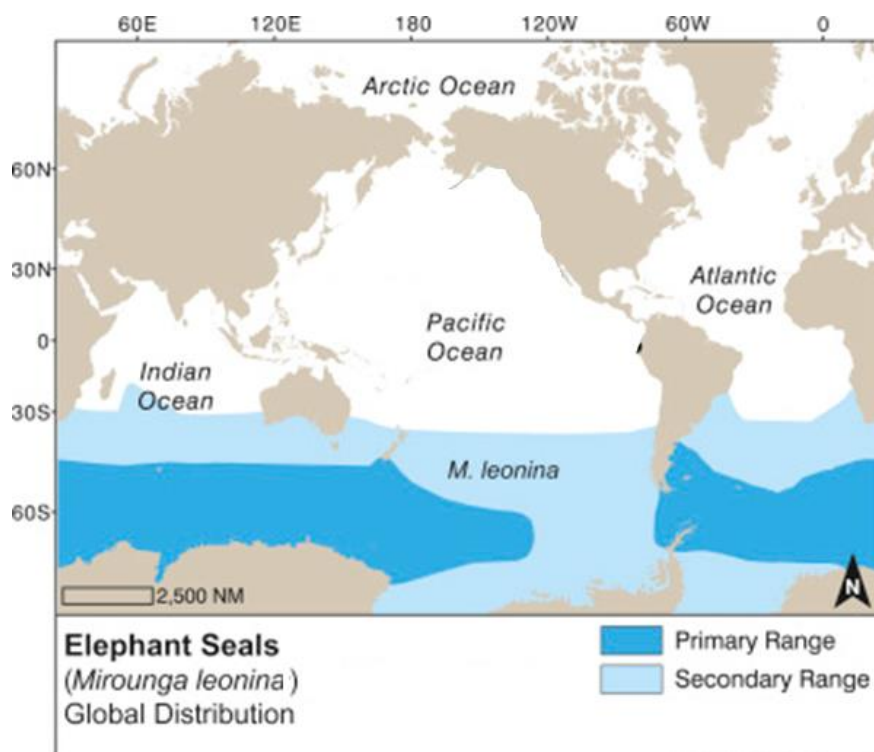 60E 120E 180 120W 60W 0
Arctic Ocean
60N
30N
Atlantic
Ocean
Pacific
Ocean
0
Indian
Ocean
30S
M. leonina
60S
2,500 NM
N
Elephant Seals
(Mirounga leonina)
Global Distribution
Primary Range
Secondary Range